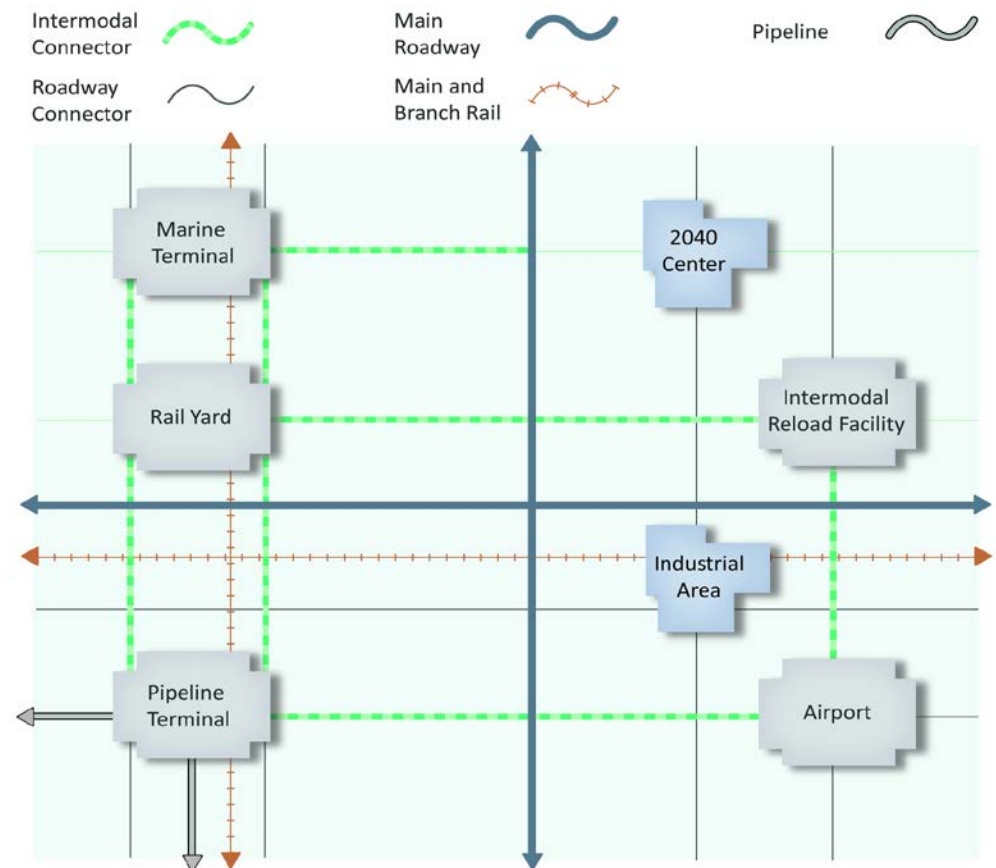 Intermodal
Connector
Main
Roadway
Pipeline
Roadway
Connector
Main and
Branch Rail
Marine
Terminal
2040
Center
Rail Yard
Intermodal
Reload Facility
Industrial
Area
Pipeline
Terminal
Airport